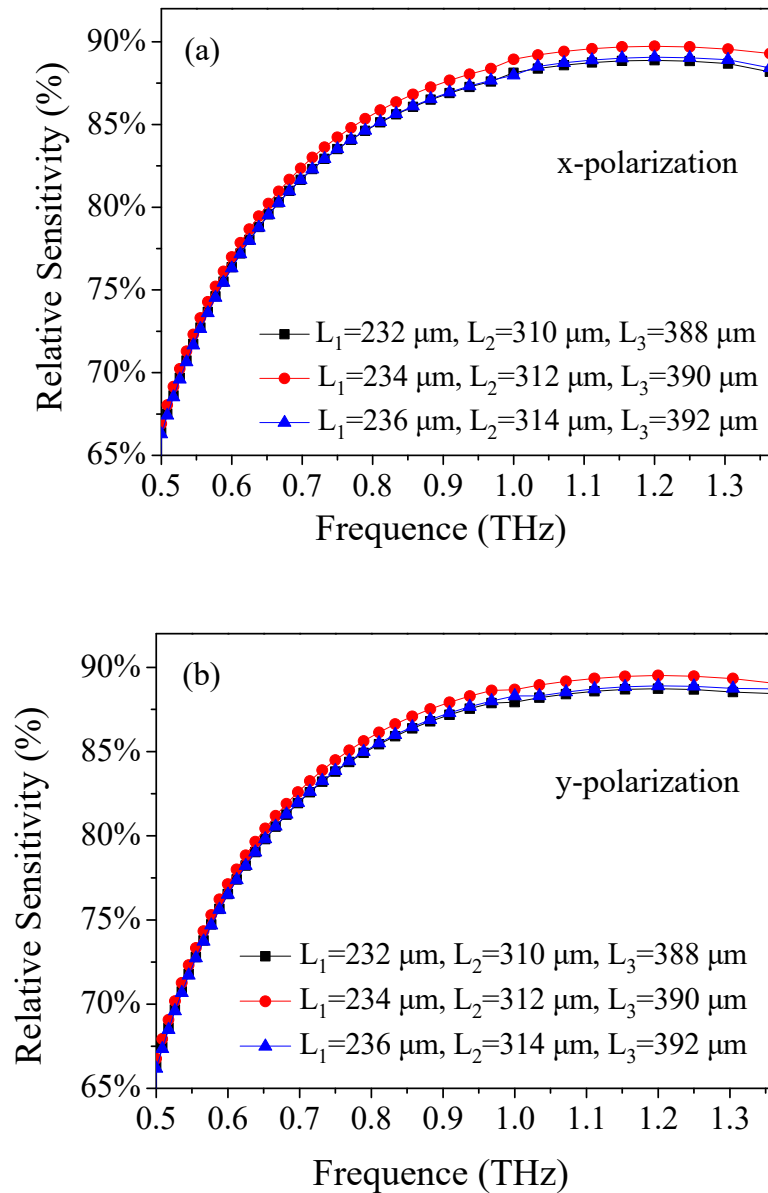 90%
(a)
85%
80%
x-polarization
75%
70%
65%
Relative Sensitivity (%)
L₁=232 μm, L₂=310 μm, L₃=388 μm
L₁=234 μm, L₂=312 μm, L₃=390 μm
L₁=236 μm, L₂=314 μm, L₃=392 μm
0.5 0.6 0.7 0.8 0.9 1.0 1.1 1.2 1.3
Frequence (THz)
90%
(b)
85%
80%
y-polarization
75%
70%
65%
Relative Sensitivity (%)
L₁=232 μm, L₂=310 μm, L₃=388 μm
L₁=234 μm, L₂=312 μm, L₃=390 μm
L₁=236 μm, L₂=314 μm, L₃=392 μm
0.5 0.6 0.7 0.8 0.9 1.0 1.1 1.2 1.3
Frequence (THz)